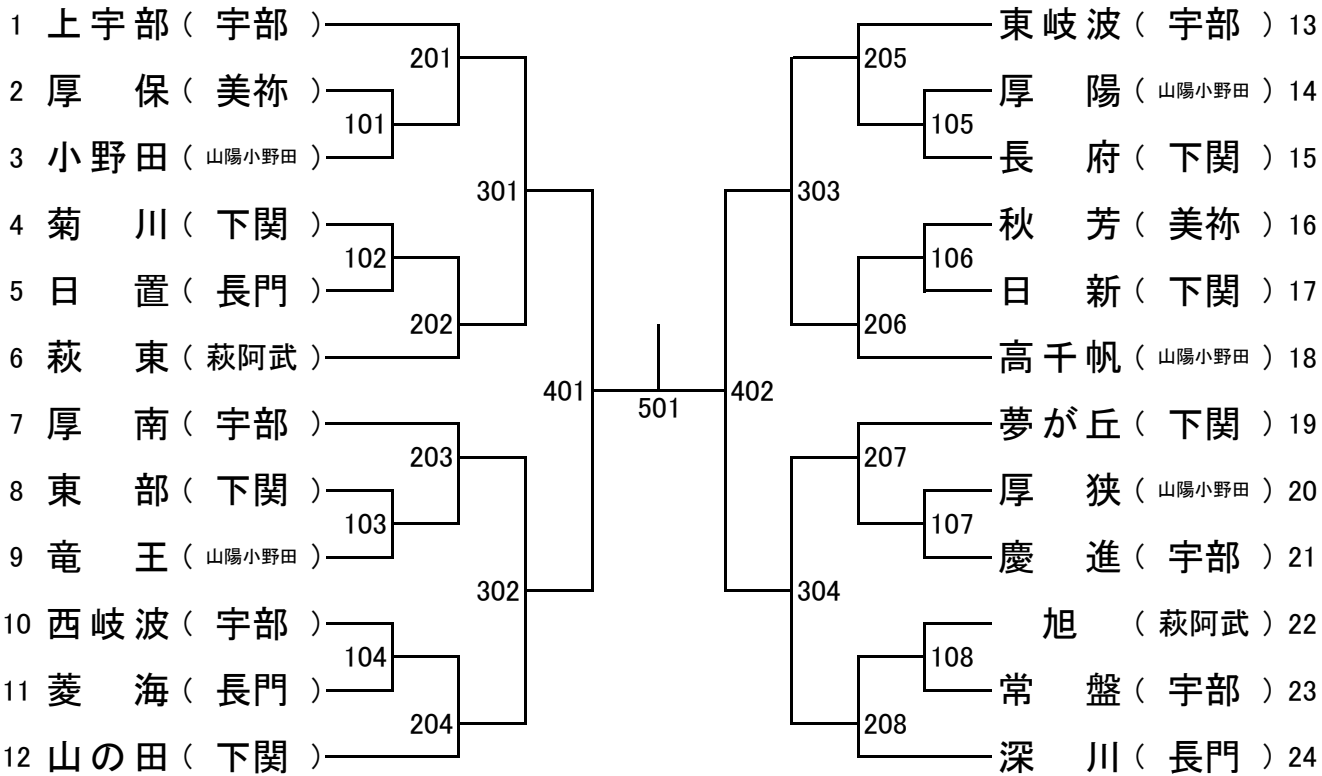 1 上宇部 ( 宇部 )
201
2 厚 保 ( 美祢 )
101
3 小野田 ( 山陽小野田 )
301
4 菊 川 ( 下関 )
102
5 日 置 ( 長門 )
202
6 萩 東 ( 萩阿武 )
401
7 厚 南 ( 宇部 )
203
8 東 部 ( 下関 )
103
9 竜 王 ( 山陽小野田 )
302
10 西岐波 ( 宇部 )
104
11 菱 海 ( 長門 )
204
12 山の田 ( 下関 )
501
東岐波 ( 宇部 ) 13
205
厚 陽 ( 山陽小野田 ) 14
105
長 府 ( 下関 ) 15
303
秋 芳 ( 美祢 ) 16
106
日 新 ( 下関 ) 17
206
高千帆 ( 山陽小野田 ) 18
402
夢が丘 ( 下関 ) 19
207
厚 狭 ( 山陽小野田 ) 20
107
慶 進 ( 宇部 ) 21
304
旭 ( 萩阿武 ) 22
108
常 盤 ( 宇部 ) 23
208
深 川 ( 長門 ) 24